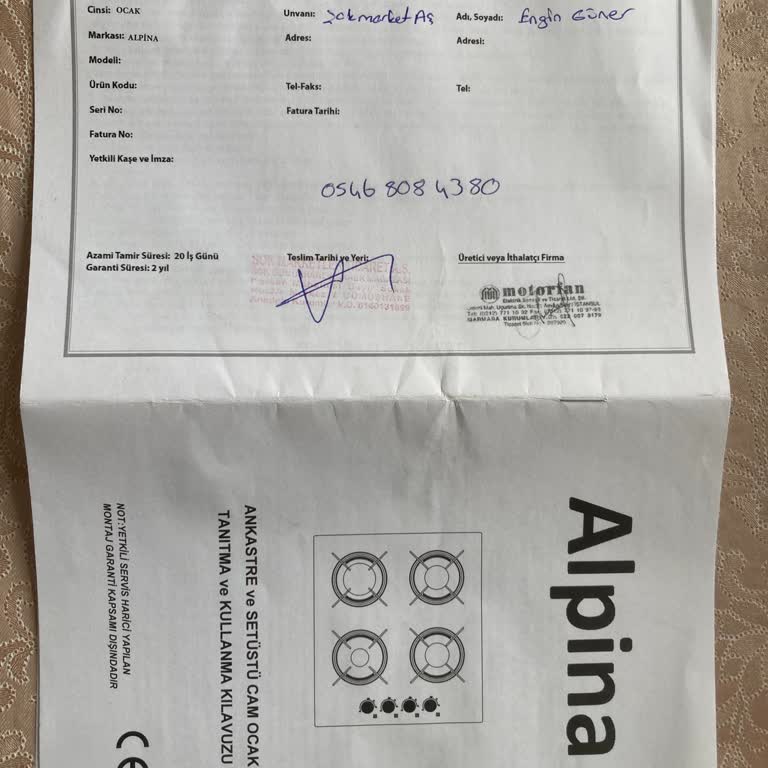 Cinsi: OCAK
Unvanı: Şokmarket Aş
Adı, Soyadı: Engin Güner
Markası: ALPİNA
Adres:
Adresi:
Modeli:
Ürün Kodu:
Tel-Faks:
Tel:
Seri No:
Fatura Tarihi:
Fatura No:
Yetkili Kaşe ve İmza:
0546 808 4380
Azami Tamir Süresi: 20 İş Günü
Garanti Süresi: 2 yıl
Teslim Tarihi ve Yeri:
Üretici veya İthalatçı Firma
motorfan
Alpina
ANKASTRE ve SETÜSTÜ CAM OCAK
TANITMA ve KULLANMA KILAVUZU
NOT:YETKİLİ SERVİS HARİCİ YAPILAN
MONTAJ GARANTİ KAPSAMI DIŞINDADIR
CE